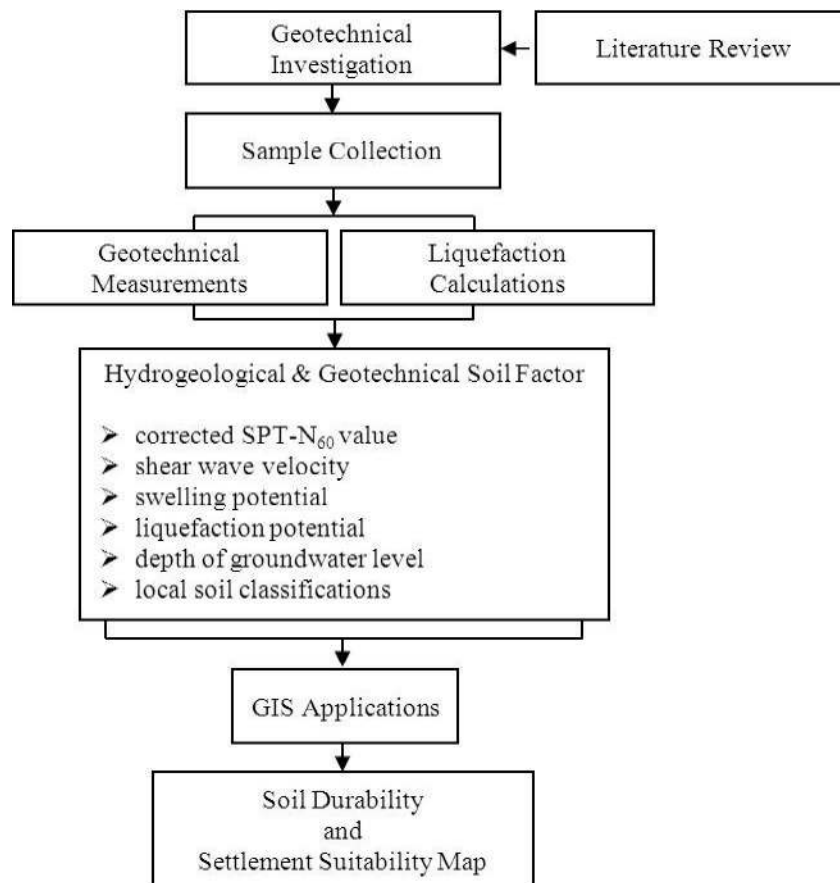 Geotechnical
Investigation
Literature Review
Sample Collection
Geotechnical
Measurements
Liquefaction
Calculations
Hydrogeological & Geotechnical Soil Factor
➢ corrected SPT-N₆₀ value
➢ shear wave velocity
➢ swelling potential
➢ liquefaction potential
➢ depth of groundwater level
➢ local soil classifications
GIS Applications
Soil Durability
and
Settlement Suitability Map